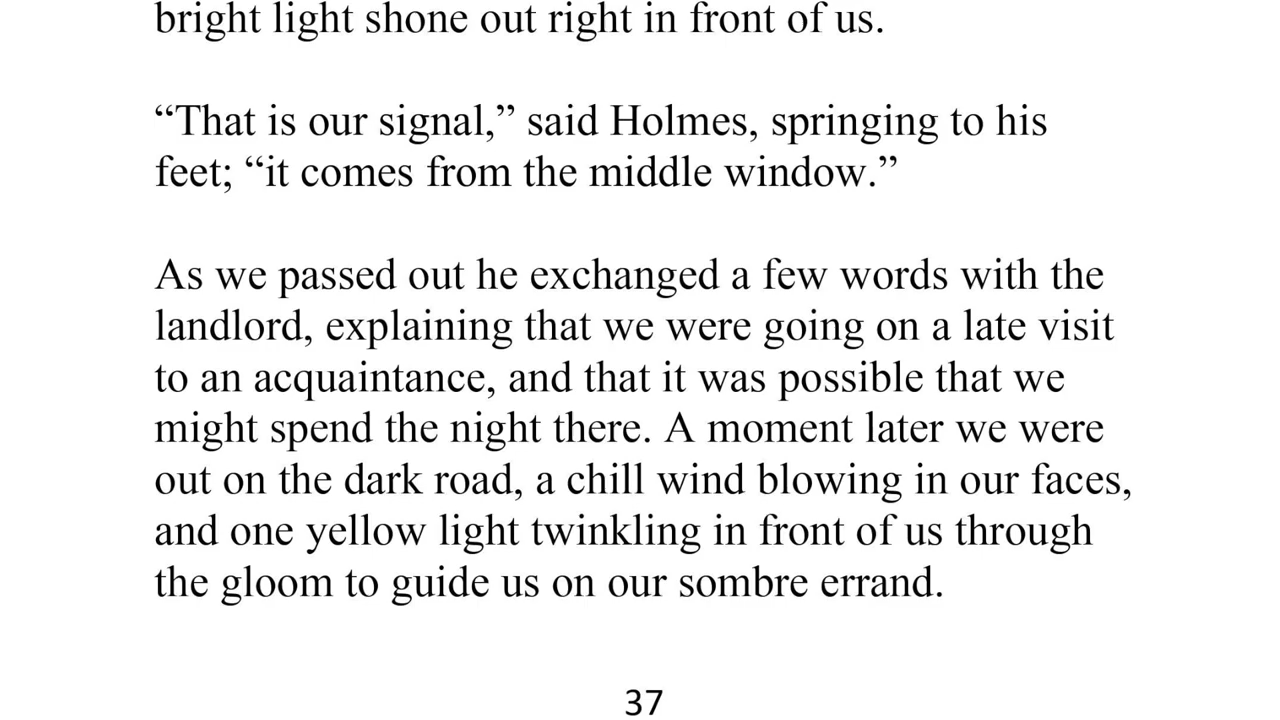 bright light shone out right in front of us.
“That is our signal,” said Holmes, springing to his
feet; “it comes from the middle window.”
As we passed out he exchanged a few words with the
landlord, explaining that we were going on a late visit
to an acquaintance, and that it was possible that we
might spend the night there. A moment later we were
out on the dark road, a chill wind blowing in our faces,
and one yellow light twinkling in front of us through
the gloom to guide us on our sombre errand.
37